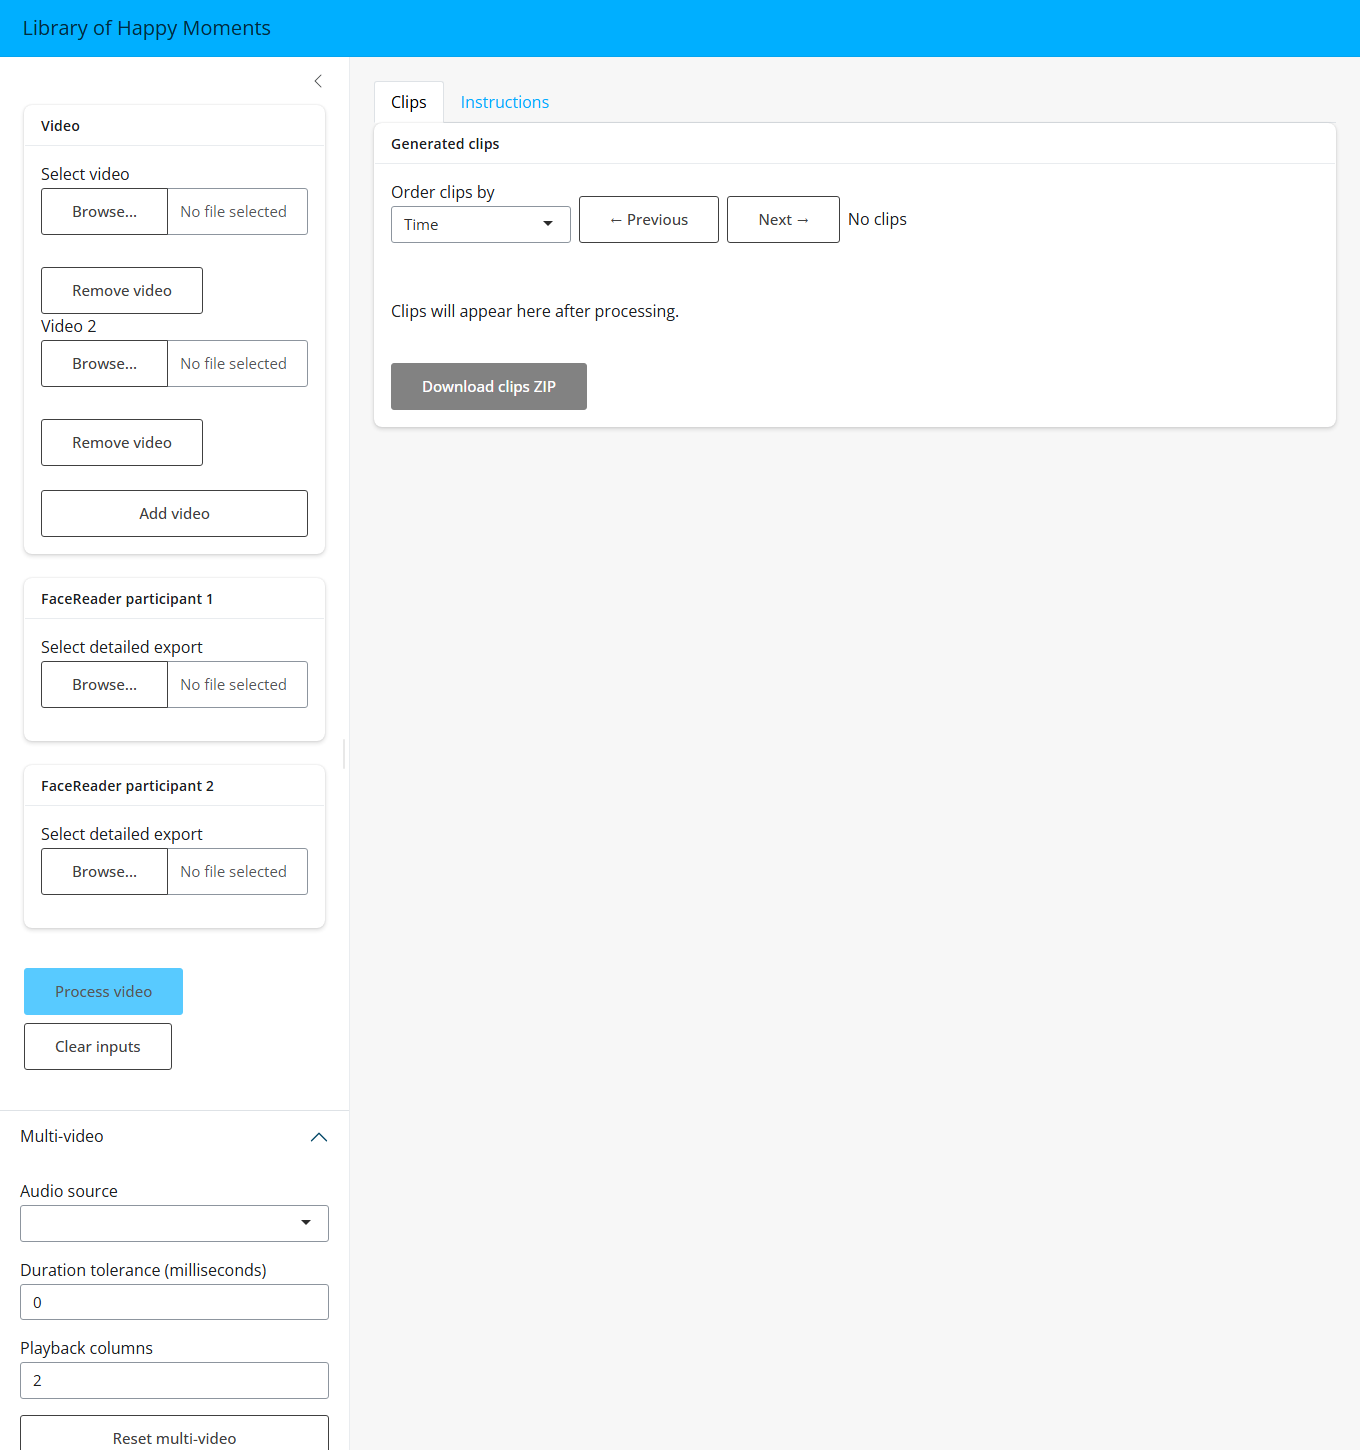 Library of Happy Moments
Video
Select video
Browse...
No file selected
Remove video
Video 2
Browse...
No file selected
Remove video
Add video
FaceReader participant 1
Select detailed export
Browse...
No file selected
FaceReader participant 2
Select detailed export
Browse...
No file selected
Process video
Clear inputs
Multi-video
Audio source
Duration tolerance (milliseconds)
0
Playback columns
2
Reset multi-video
Clips
Instructions
Generated clips
Order clips by
Time
← Previous
Next →
No clips
Clips will appear here after processing.
Download clips ZIP